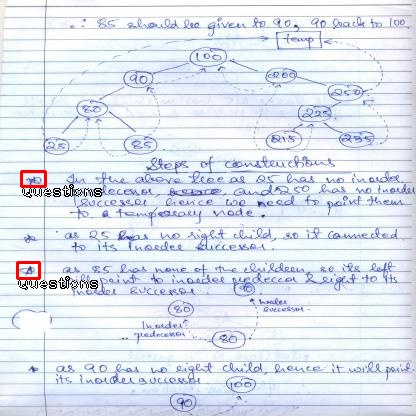 ∴ 85 should be given to 90, 90 back to 100.
temp
100
90 200
80 250
225
25 85 215 235
Steps of constructions
In the above tree as 25 has no inorder
questions
predecessor, and 250 has no inorder
successor, hence we need to point them
to a temporary node.
as 25 has no right child, so if connected
to its inorder successor.
as 85 has none of the children, so its left
questions
will point to inorder predeccor & right to its
inorder successor.
90
80
Inorder successor
Inorder predecessor
80
as 90 has no right child, hence it will point
its inorder successor.
100
90